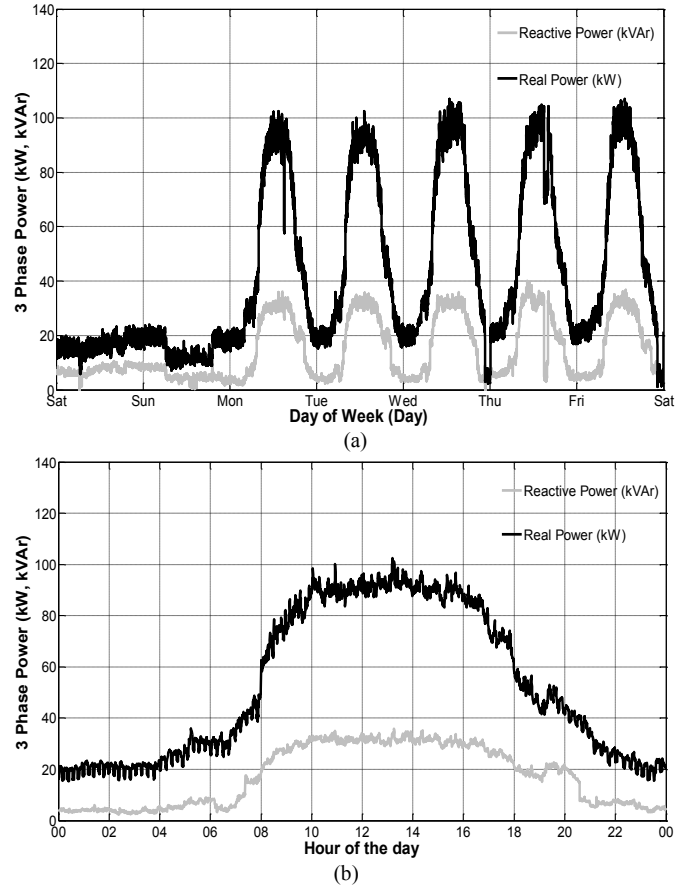 140
120
100
80
60
40
20
0
3 Phase Power (kW, kVAr)
Reactive Power (kVAr)
Real Power (kW)
Sat Sun Mon Tue Wed Thu Fri Sat
Day of Week (Day)
(a)
140
120
100
80
60
40
20
0
3 Phase Power (kW, kVAr)
Reactive Power (kVAr)
Real Power (kW)
00 02 04 06 08 10 12 14 16 18 20 22 00
Hour of the day
(b)